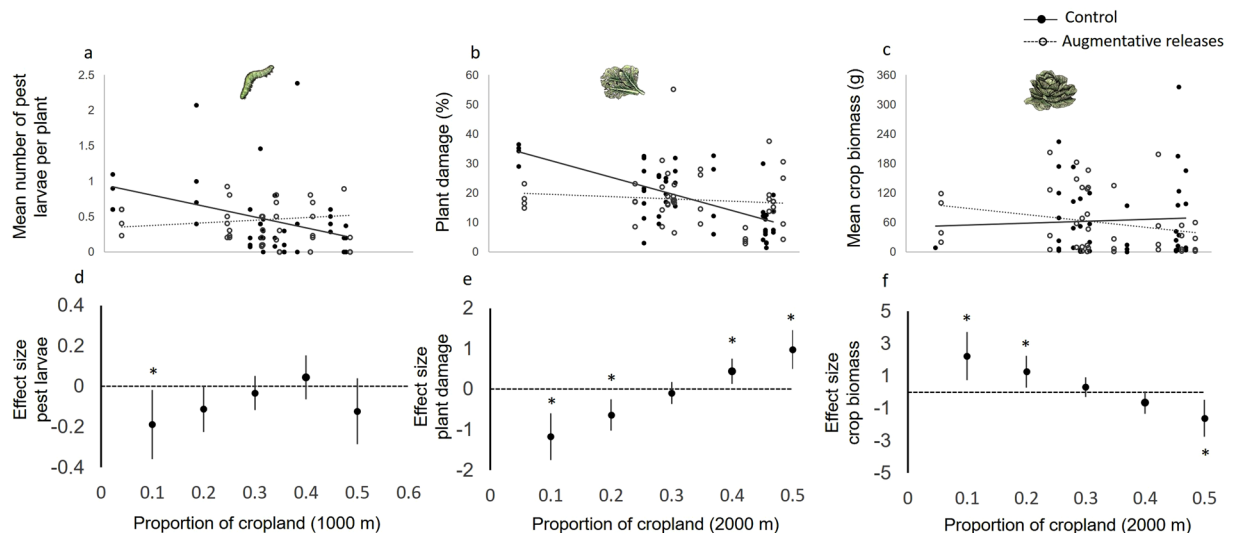 Control
Augmentative releases
a
Mean number of pest
larvae per plant
2.5
2
1.5
1
0.5
0
b
Plant damage (%)
60
50
40
30
20
10
0
c
Mean crop biomass (g)
360
300
240
180
120
60
0
d
Effect size
pest larvae
0.4
0.2
0
-0.2
-0.4
*
0 0.1 0.2 0.3 0.4 0.5 0.6
Proportion of cropland (1000 m)
e
Effect size
plant damage
2
1
0
-1
-2
* * * *
0 0.1 0.2 0.3 0.4 0.5
Proportion of cropland (2000 m)
f
Effect size
crop biomass
5
3
1
-1
-3
-5
* * *
0 0.1 0.2 0.3 0.4 0.5
Proportion of cropland (2000 m)